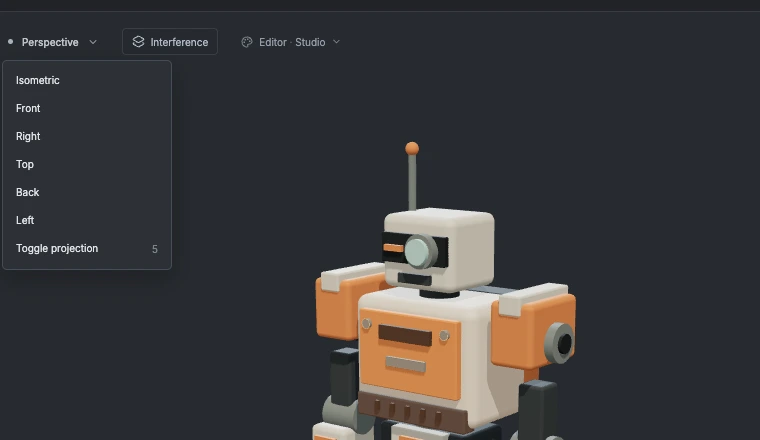 Perspective Interference Editor · Studio
Isometric
Front
Right
Top
Back
Left
Toggle projection 5